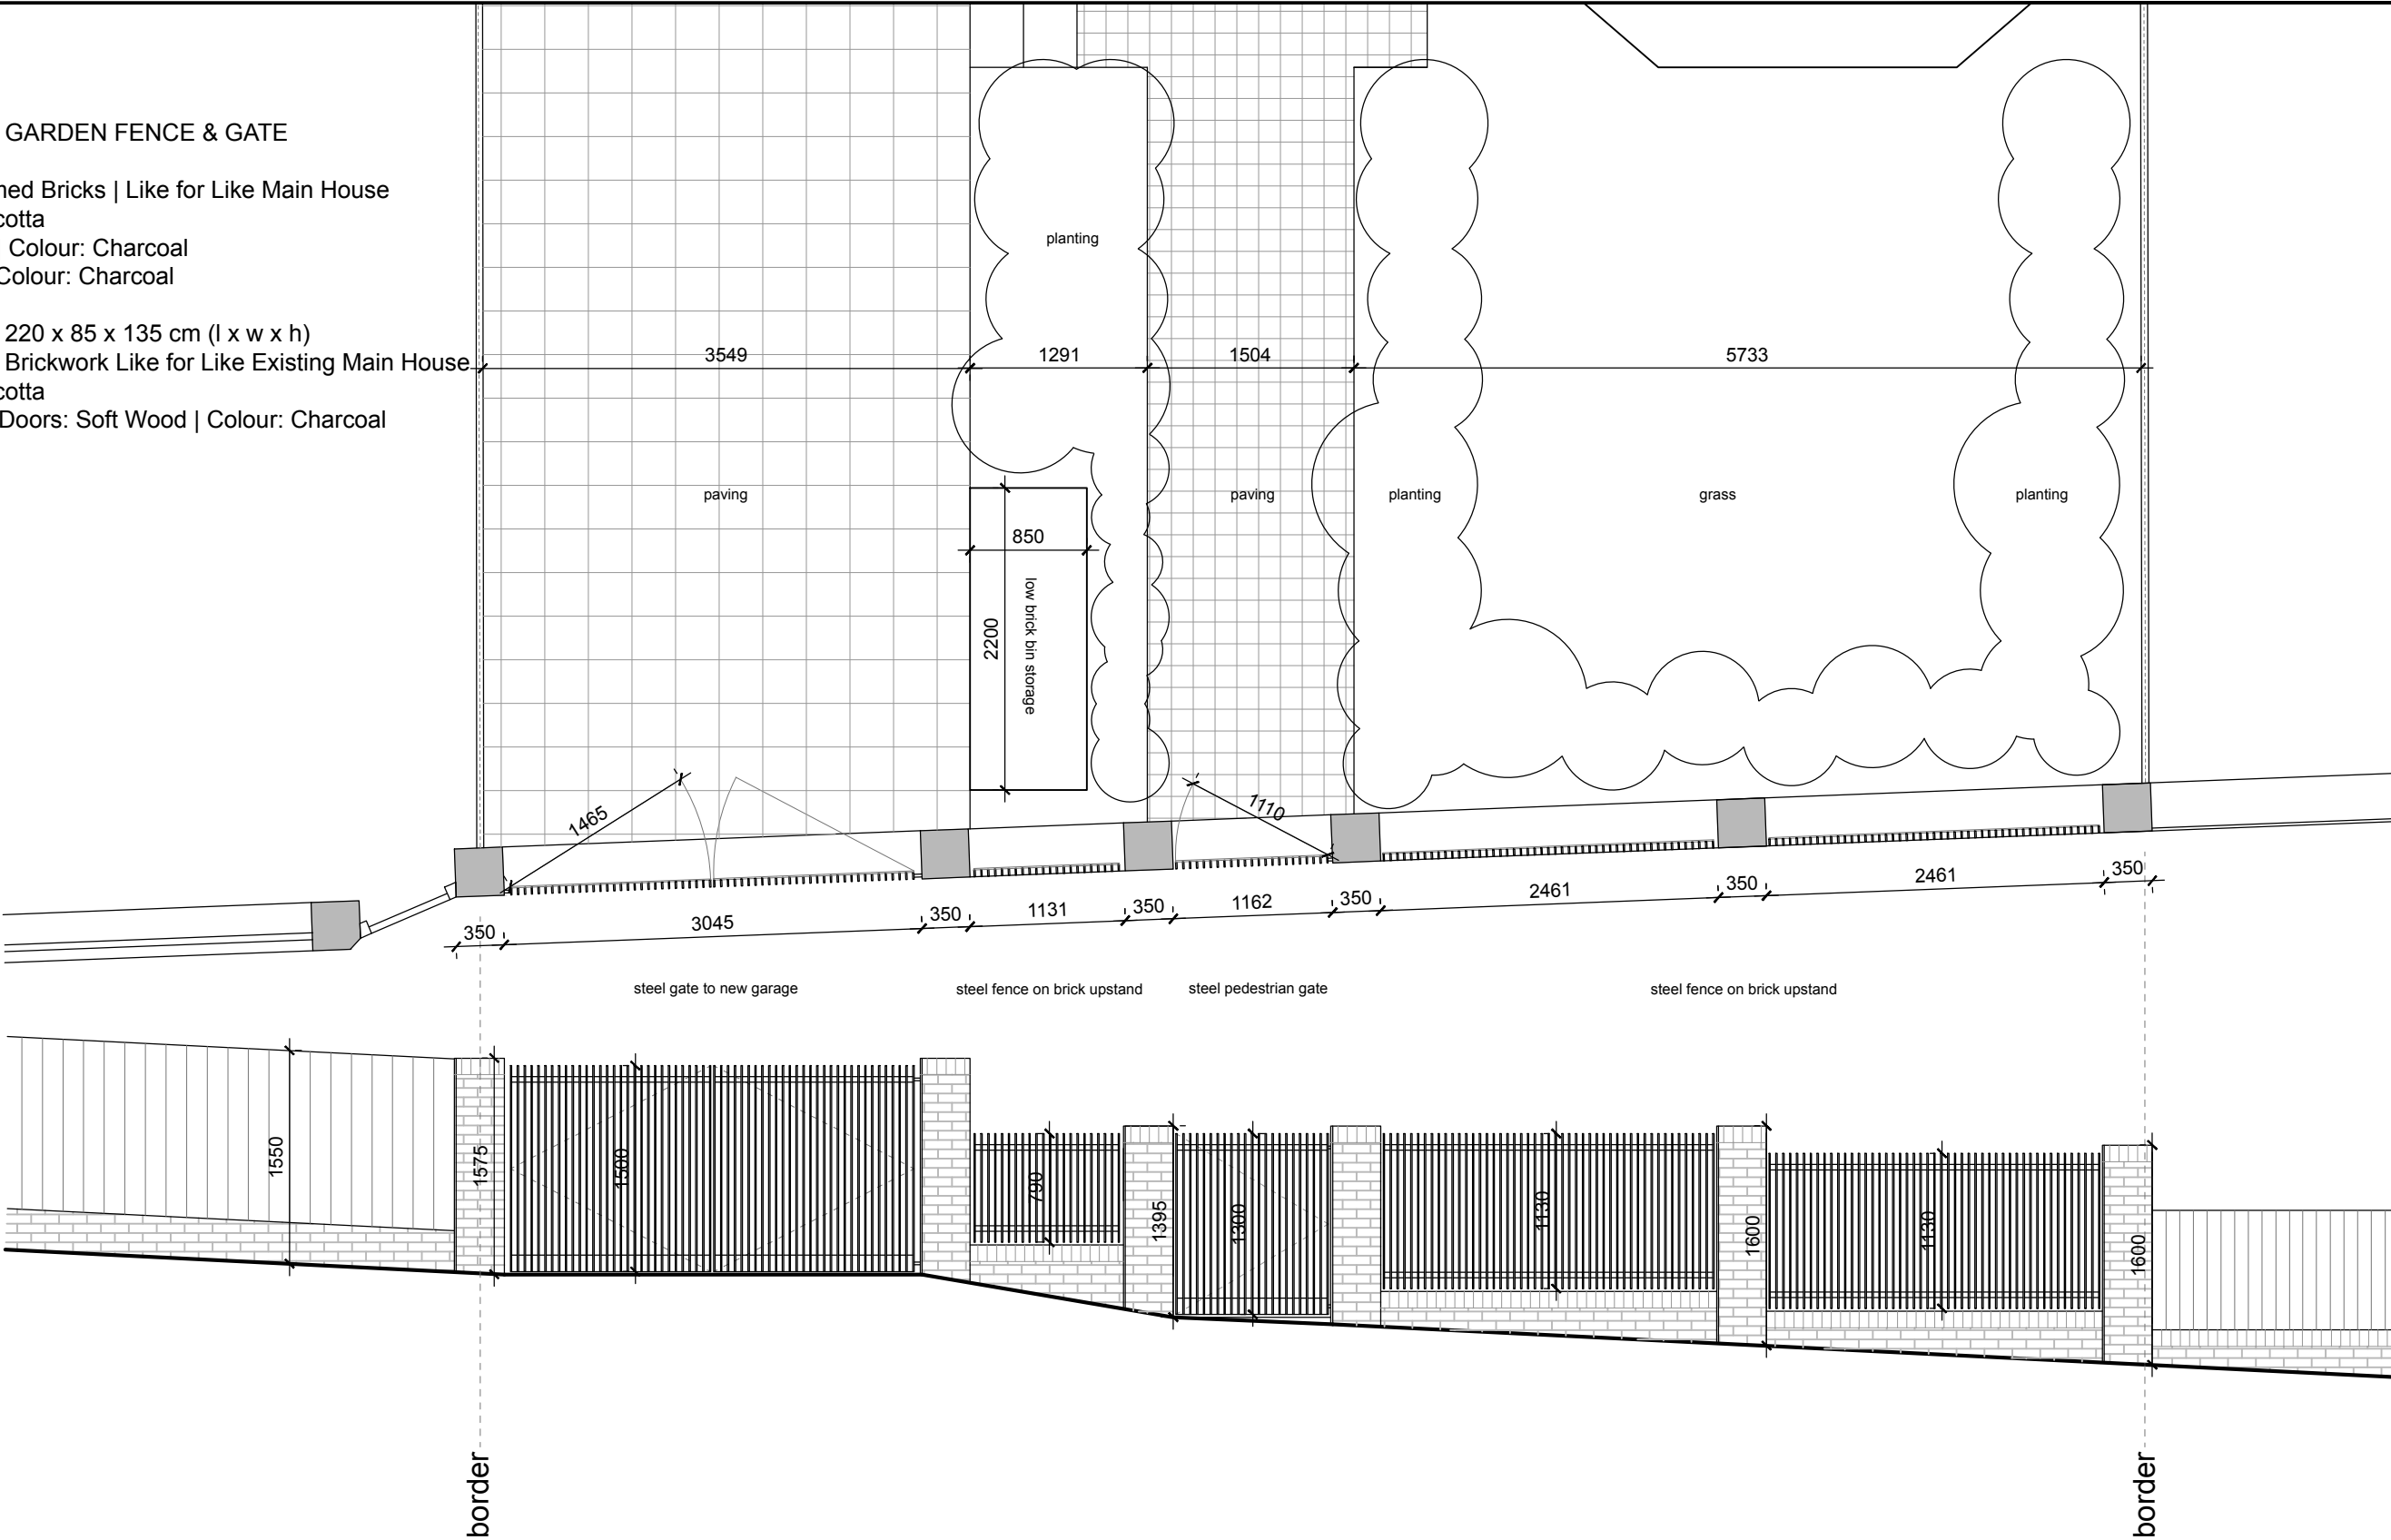 GARDEN FENCE & GATE
ned Bricks | Like for Like Main House
cotta
| Colour: Charcoal
Colour: Charcoal
220 x 85 x 135 cm (l x w x h)
Brickwork Like for Like Existing Main House
cotta
Doors: Soft Wood | Colour: Charcoal
planting
3549
1291
1504
5733
paving
paving
planting
grass
planting
850
2200
low brick bin storage
1465
1110
350
3045
350
1131
350
1162
350
2461
350
2461
350
steel gate to new garage
steel fence on brick upstand
steel pedestrian gate
steel fence on brick upstand
1550
1575
1500
790
1395
1300
1130
1600
1130
1600
border
border